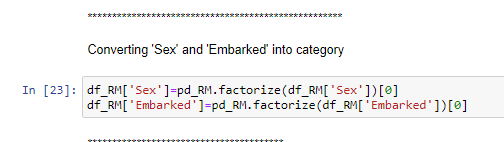 *****************************************************
Converting 'Sex' and 'Embarked' into category
In [23]: df_RM['Sex']=pd_RM.factorize(df_RM['Sex'])[0]
df_RM['Embarked']=pd_RM.factorize(df_RM['Embarked'])[0]
*****************************************